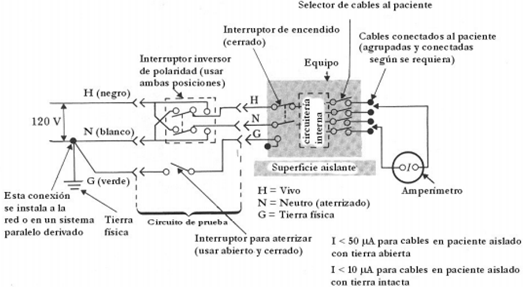 Selector de cables al paciente
Interruptor de encendido
(cerrado)
Cables conectados al paciente
(agrupadas y conectadas
según se requiera)
Interruptor inversor
de polaridad (usar
ambas posiciones)
Equipo
H (negro)
H
120 V
N (blanco)
N
G
circuitería
interna
G (verde)
Superficie aislante
Amperímetro
Esta conexión
se instala a la
red o en un sistema
paralelo derivado
Tierra
física
Circuito de prueba
Interruptor para aterrizar
(usar abierto y cerrado)
H = Vivo
N = Neutro (aterrizado)
G = Tierra física
I < 50 µA para cables en paciente aislado
con tierra abierta
I < 10 µA para cables en paciente aislado
con tierra intacta